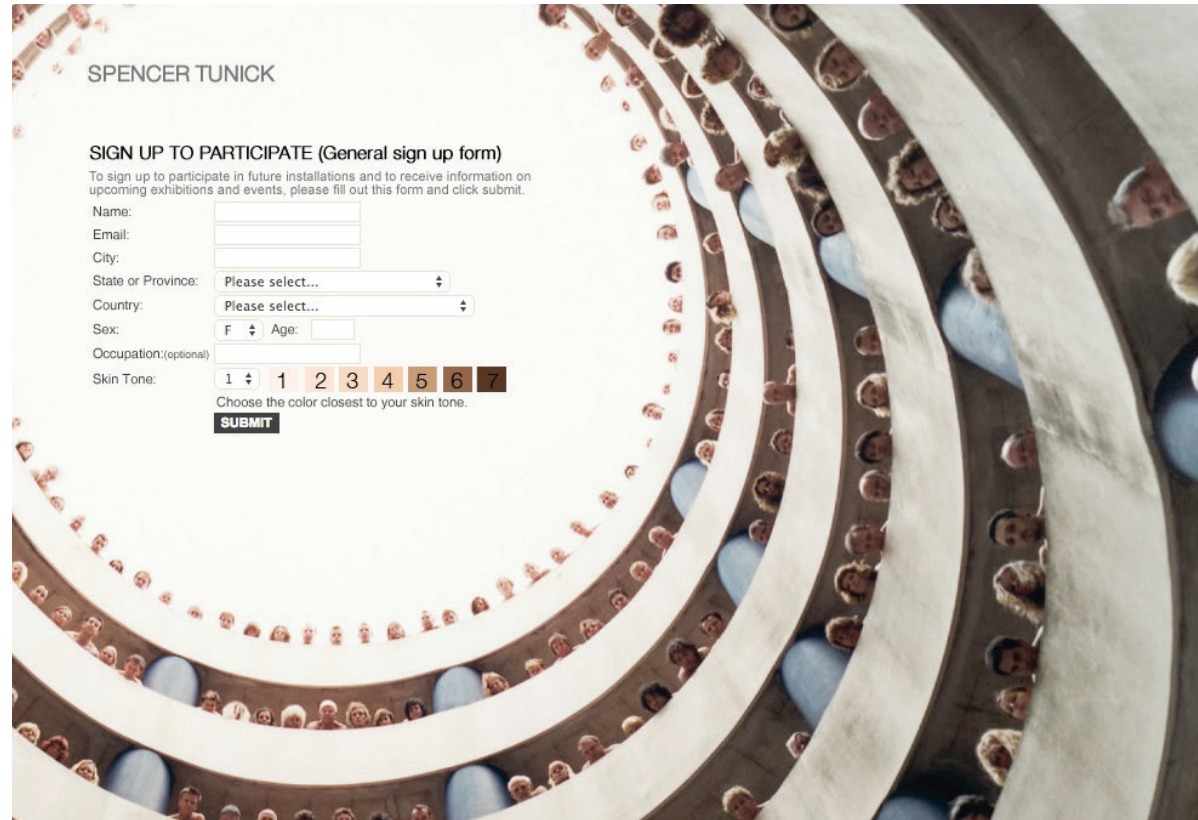 SPENCER TUNICK
SIGN UP TO PARTICIPATE (General sign up form)
To sign up to participate in future installations and to receive information on
upcoming exhibitions and events, please fill out this form and click submit.
Name:
Email:
City:
State or Province: Please select...
Country: Please select...
Sex: F Age:
Occupation:(optional)
Skin Tone: 1 1 2 3 4 5 6 7
Choose the color closest to your skin tone.
SUBMIT